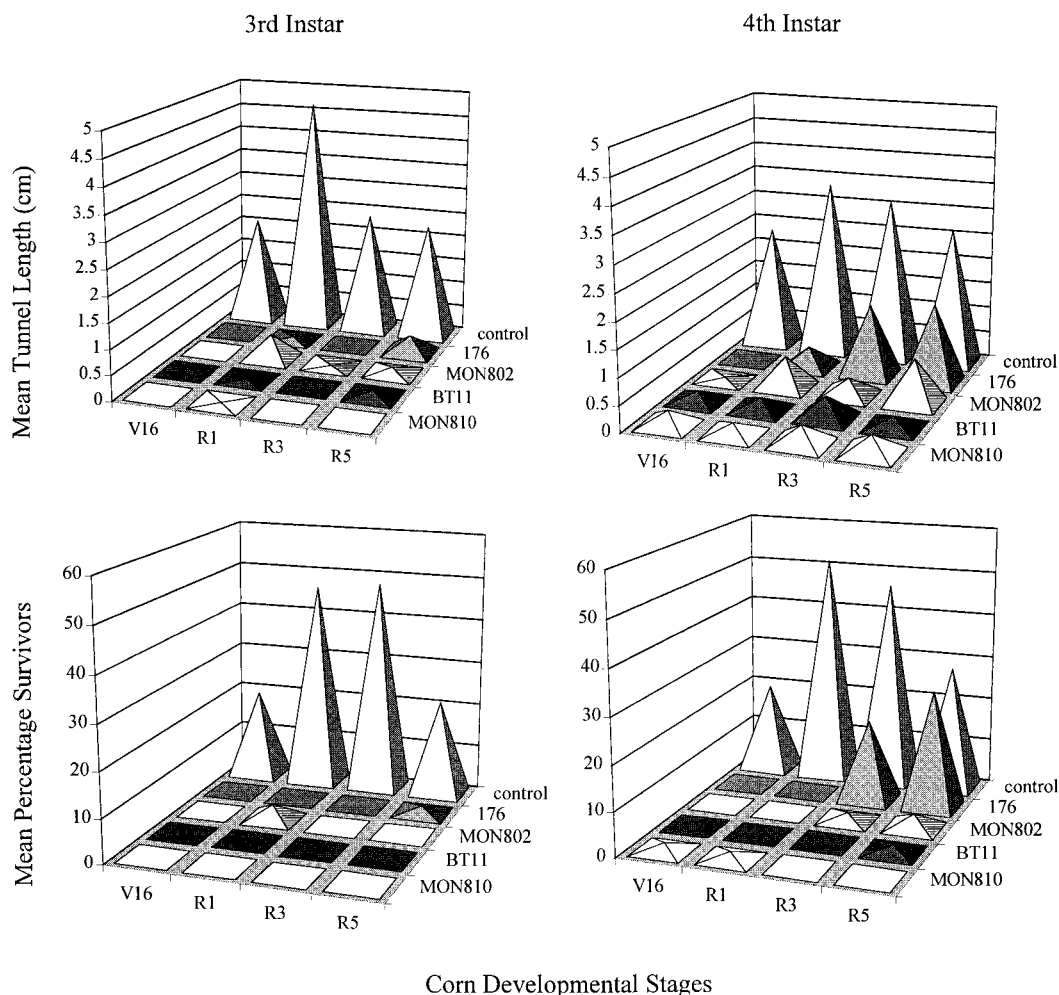 3rd Instar
4th Instar
Mean Tunnel Length (cm)
5
4.5
4
3.5
3
2.5
2
1.5
1
0.5
0
V16
R1
R3
R5
control
176
MON802
BT11
MON810
5
4.5
4
3.5
3
2.5
2
1.5
1
0.5
0
V16
R1
R3
R5
control
176
MON802
BT11
MON810
Mean Percentage Survivors
60
50
40
30
20
10
0
V16
R1
R3
R5
control
176
MON802
BT11
MON810
60
50
40
30
20
10
0
V16
R1
R3
R5
control
176
MON802
BT11
MON810
Corn Developmental Stages